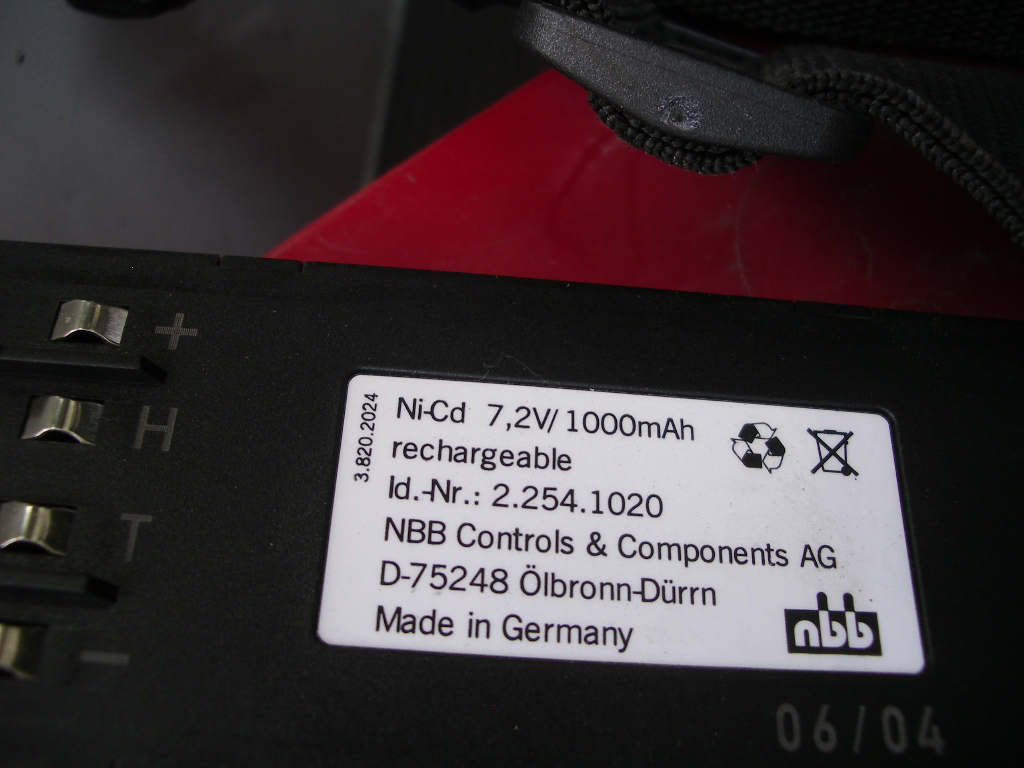 +
H
T
–
3.820.2024
Ni-Cd 7,2V/ 1000mAh
rechargeable
Id.-Nr.: 2.254.1020
NBB Controls & Components AG
D-75248 Ölbronn-Dürrn
Made in Germany
nbb
06/04